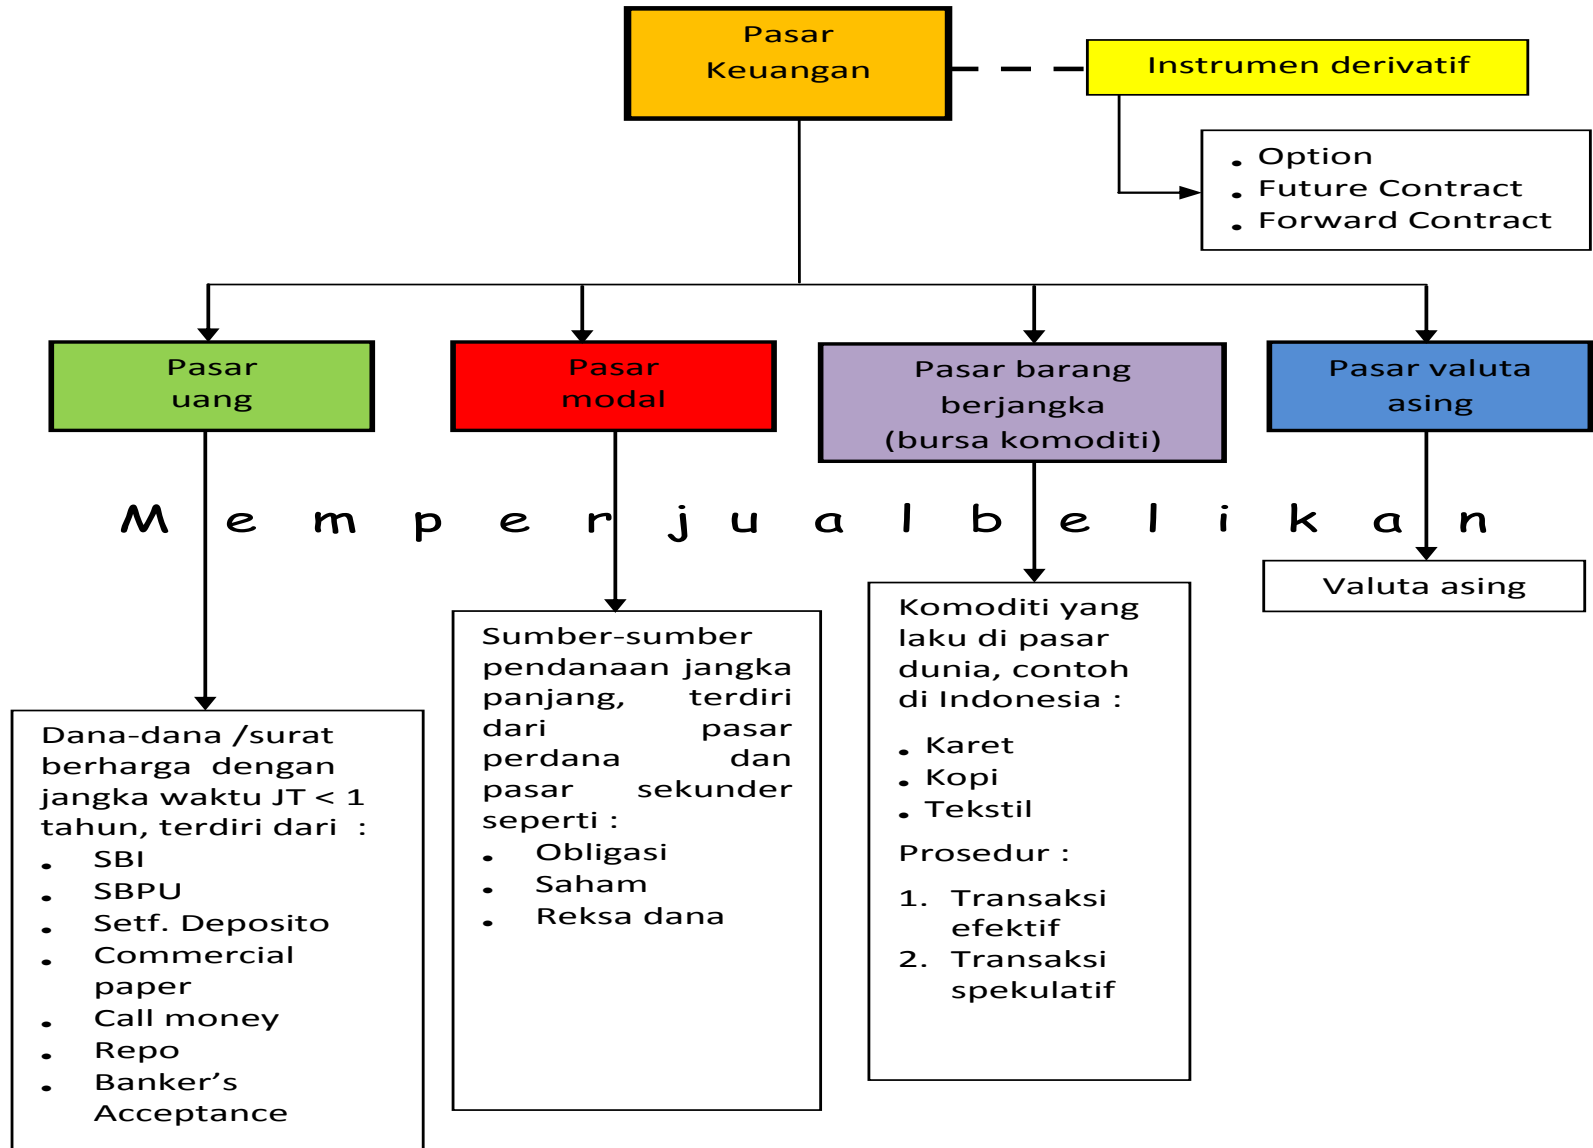 Pasar
Keuangan
Instrumen derivatif
• Option
• Future Contract
• Forward Contract
Pasar
uang
Pasar
modal
Pasar barang
berjangka
(bursa komoditi)
Pasar valuta
asing
M e m p e r j u a l b e l i k a n
Dana-dana /surat
berharga dengan
jangka waktu JT < 1
tahun, terdiri dari :
• SBI
• SBPU
• Setf. Deposito
• Commercial
paper
• Call money
• Repo
• Banker’s
Acceptance
Sumber-sumber
pendanaan jangka
panjang, terdiri
dari pasar
perdana dan
pasar sekunder
seperti :
• Obligasi
• Saham
• Reksa dana
Komoditi yang
laku di pasar
dunia, contoh
di Indonesia :
• Karet
• Kopi
• Tekstil
Prosedur :
1. Transaksi
efektif
2. Transaksi
spekulatif
Valuta asing